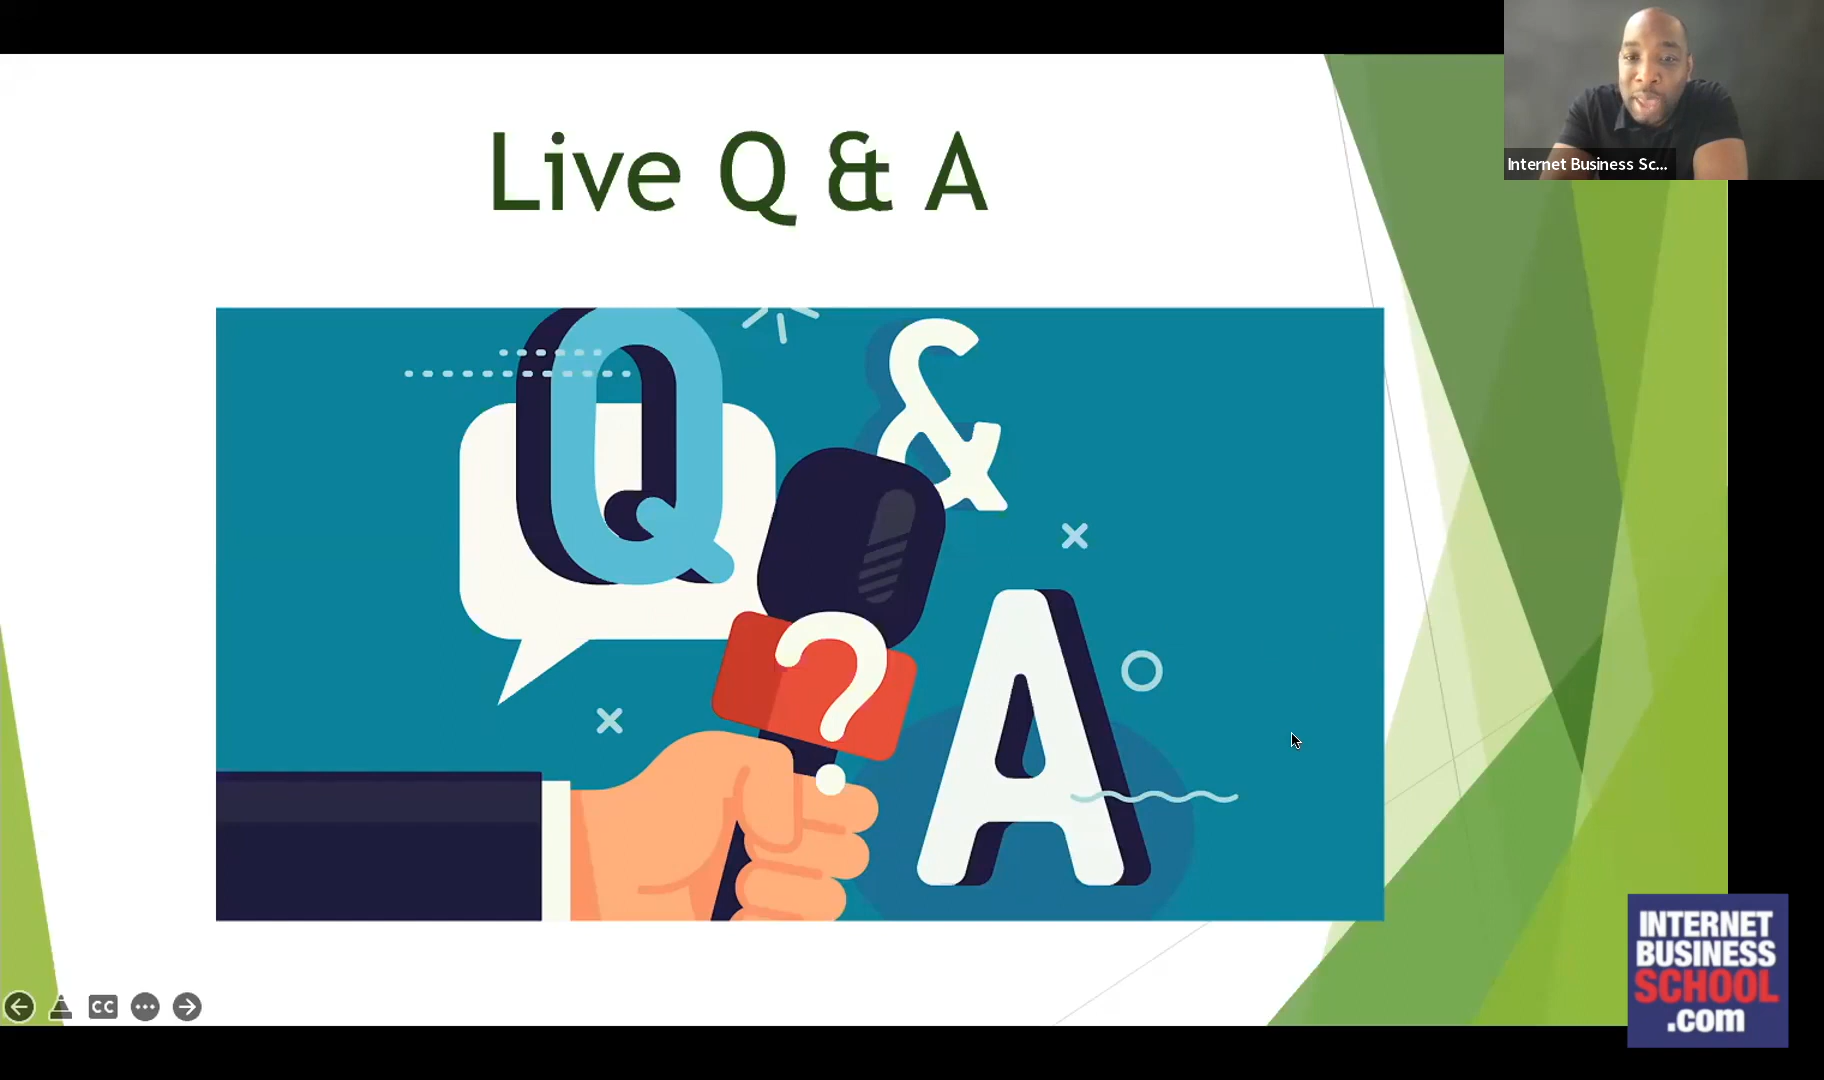 Live Q & A
Internet Business Sc...
Q
&
?
A
CC
INTERNET
BUSINESS
SCHOOL
.com